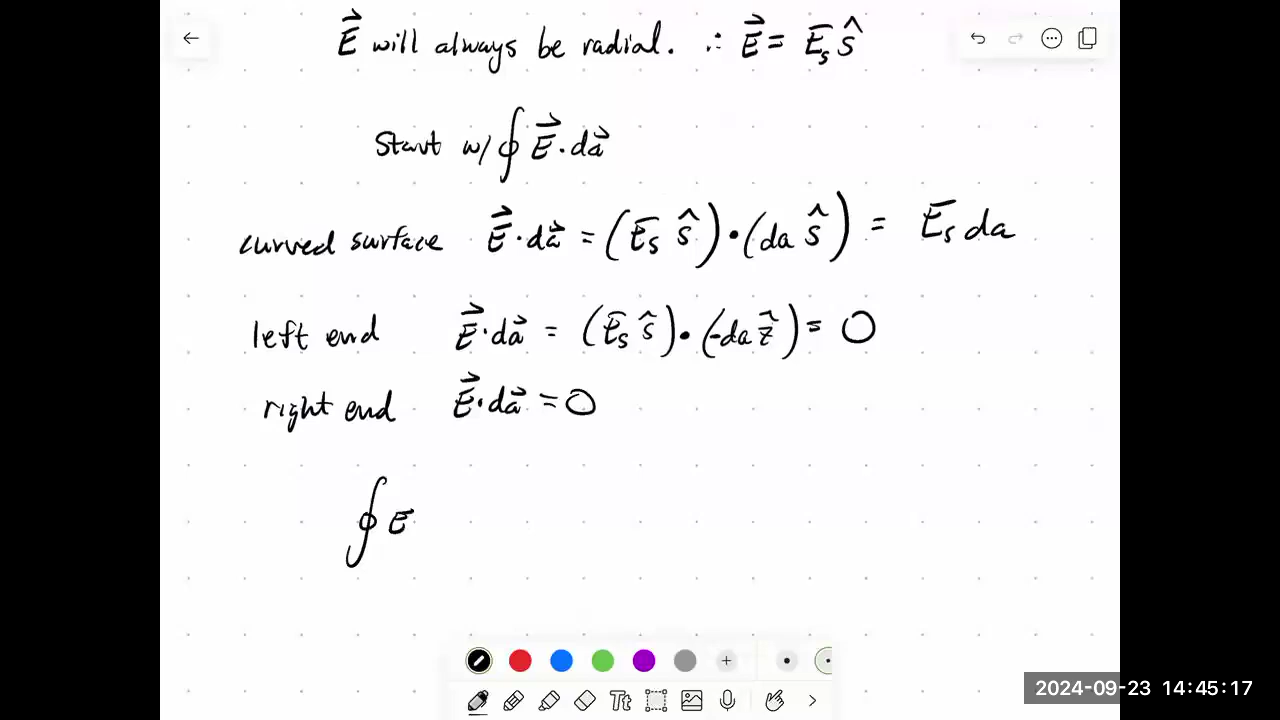 E⃗ will always be radial. ∴ E⃗ = E_s ŝ
Start w/ ∮ E⃗ · da⃗
curved surface E⃗ · da⃗ = (E_s ŝ) · (da ŝ) = E_s da
left end E⃗ · da⃗ = (E_s ŝ) · (-da ẑ) = 0
right end E⃗ · da⃗ = 0
∮ E
Tt
2024-09-23 14:45:17